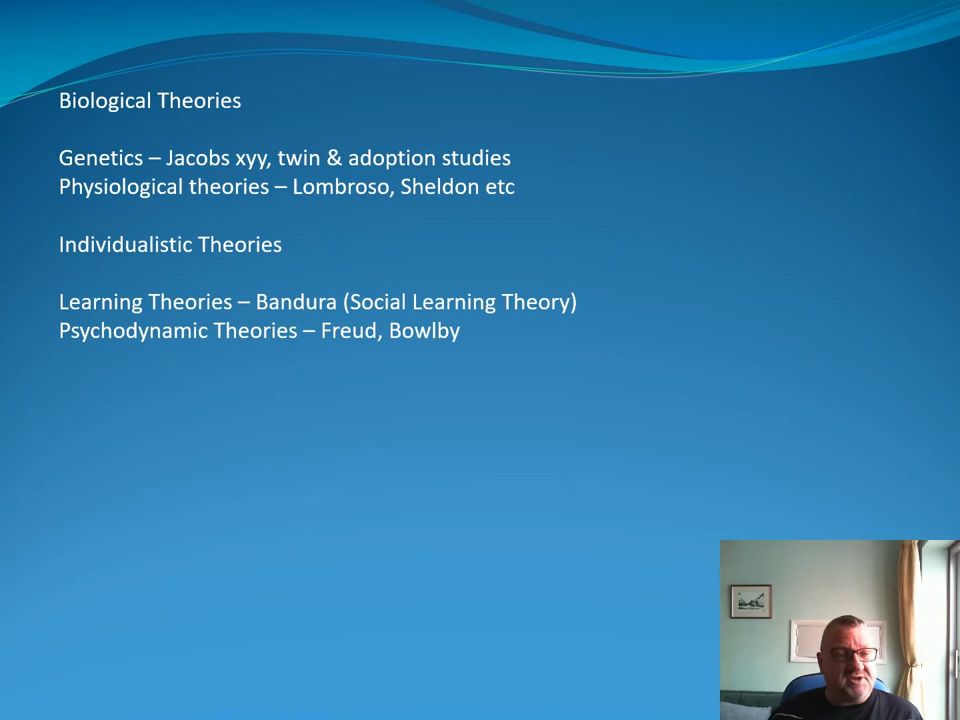 Biological Theories
Genetics – Jacobs xyy, twin & adoption studies
Physiological theories – Lombroso, Sheldon etc
Individualistic Theories
Learning Theories – Bandura (Social Learning Theory)
Psychodynamic Theories – Freud, Bowlby